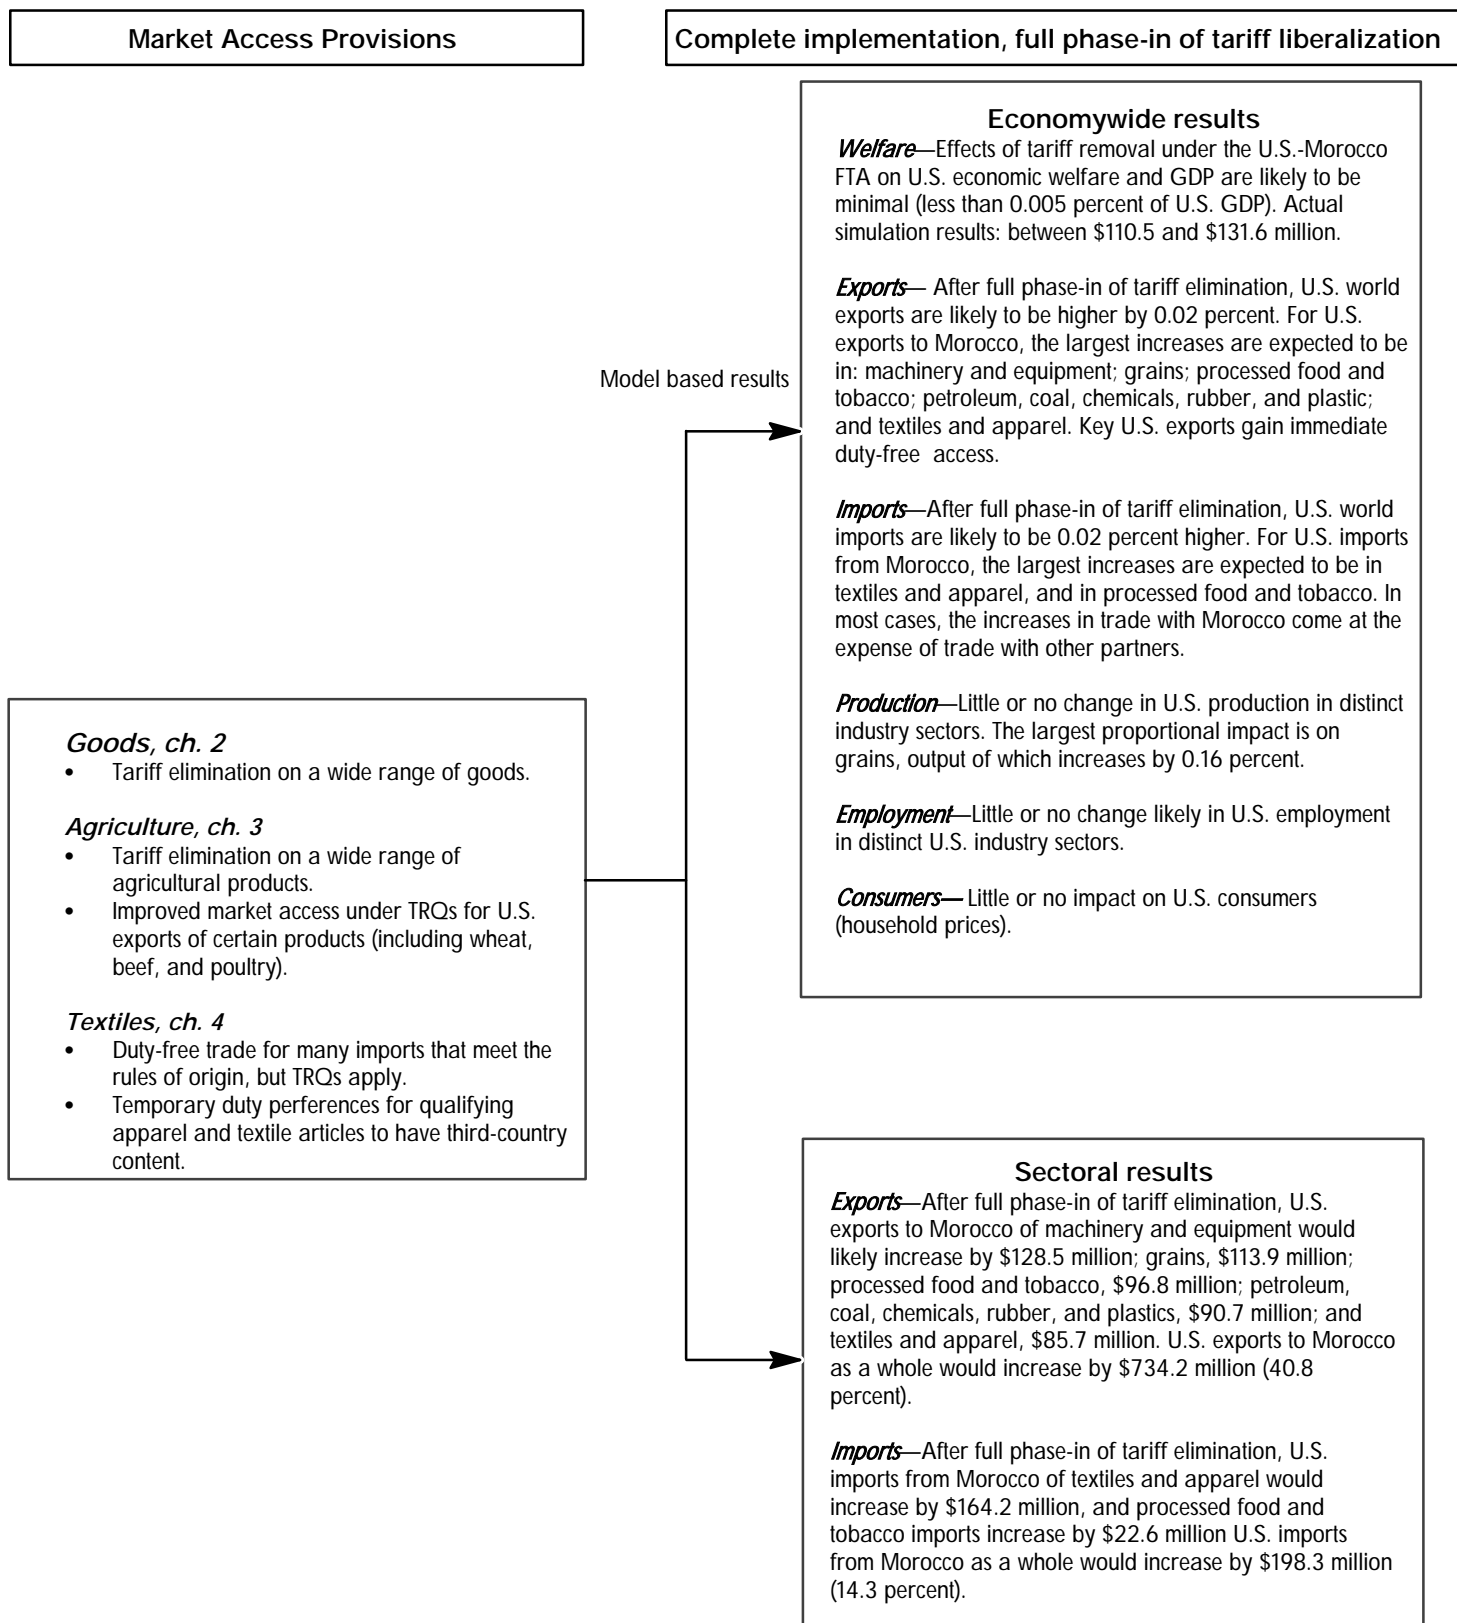 Market Access Provisions
Complete implementation, full phase-in of tariff liberalization
Goods, ch. 2
• Tariff elimination on a wide range of goods.
Agriculture, ch. 3
• Tariff elimination on a wide range of
agricultural products.
• Improved market access under TRQs for U.S.
exports of certain products (including wheat,
beef, and poultry).
Textiles, ch. 4
• Duty-free trade for many imports that meet the
rules of origin, but TRQs apply.
• Temporary duty perferences for qualifying
apparel and textile articles to have third-country
content.
Model based results
Economywide results
Welfare—Effects of tariff removal under the U.S.-Morocco
FTA on U.S. economic welfare and GDP are likely to be
minimal (less than 0.005 percent of U.S. GDP). Actual
simulation results: between $110.5 and $131.6 million.
Exports— After full phase-in of tariff elimination, U.S. world
exports are likely to be higher by 0.02 percent. For U.S.
exports to Morocco, the largest increases are expected to be
in: machinery and equipment; grains; processed food and
tobacco; petroleum, coal, chemicals, rubber, and plastic;
and textiles and apparel. Key U.S. exports gain immediate
duty-free access.
Imports—After full phase-in of tariff elimination, U.S. world
imports are likely to be 0.02 percent higher. For U.S. imports
from Morocco, the largest increases are expected to be in
textiles and apparel, and in processed food and tobacco. In
most cases, the increases in trade with Morocco come at the
expense of trade with other partners.
Production—Little or no change in U.S. production in distinct
industry sectors. The largest proportional impact is on
grains, output of which increases by 0.16 percent.
Employment—Little or no change likely in U.S. employment
in distinct U.S. industry sectors.
Consumers— Little or no impact on U.S. consumers
(household prices).
Sectoral results
Exports—After full phase-in of tariff elimination, U.S.
exports to Morocco of machinery and equipment would
likely increase by $128.5 million; grains, $113.9 million;
processed food and tobacco, $96.8 million; petroleum,
coal, chemicals, rubber, and plastics, $90.7 million; and
textiles and apparel, $85.7 million. U.S. exports to Morocco
as a whole would increase by $734.2 million (40.8
percent).
Imports—After full phase-in of tariff elimination, U.S.
imports from Morocco of textiles and apparel would
increase by $164.2 million, and processed food and
tobacco imports increase by $22.6 million U.S. imports
from Morocco as a whole would increase by $198.3 million
(14.3 percent).